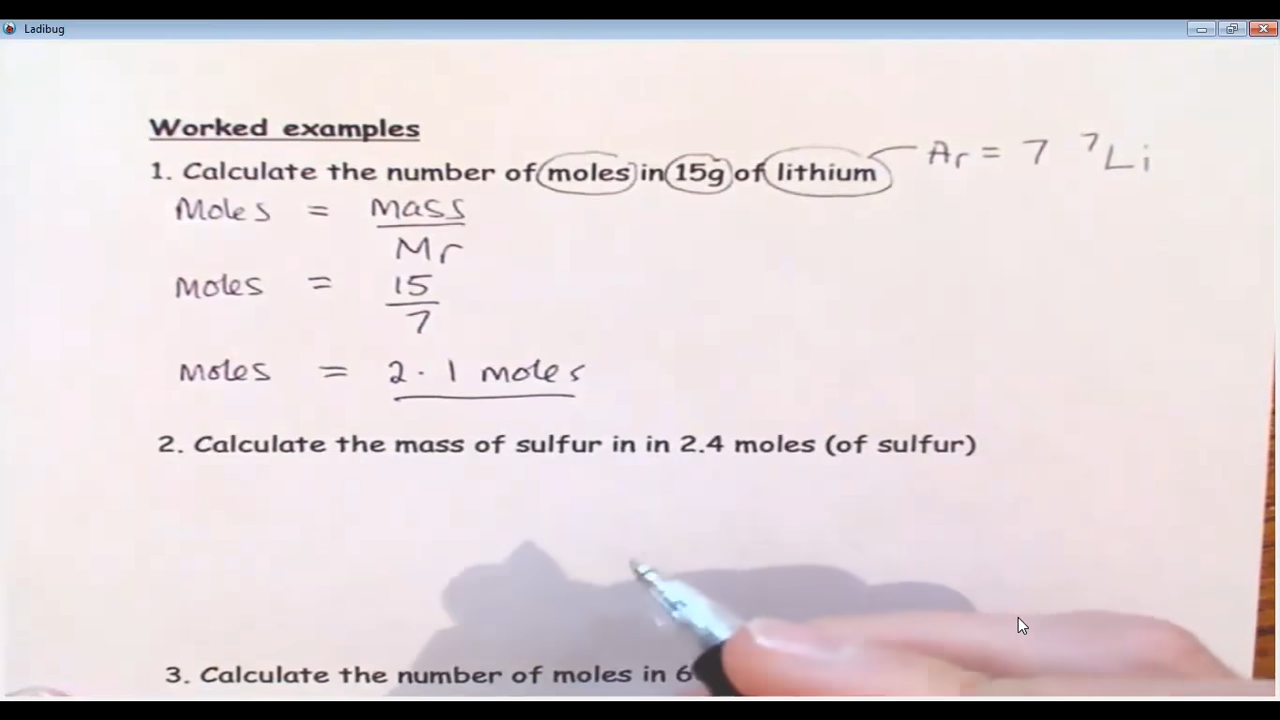 Ladibug
Worked examples
1. Calculate the number of moles in 15g of lithium Ar = 7 ⁷Li
Moles = Mass
Mr
Moles = 15
7
Moles = 2.1 moles
2. Calculate the mass of sulfur in in 2.4 moles (of sulfur)
3. Calculate the number of moles in 6